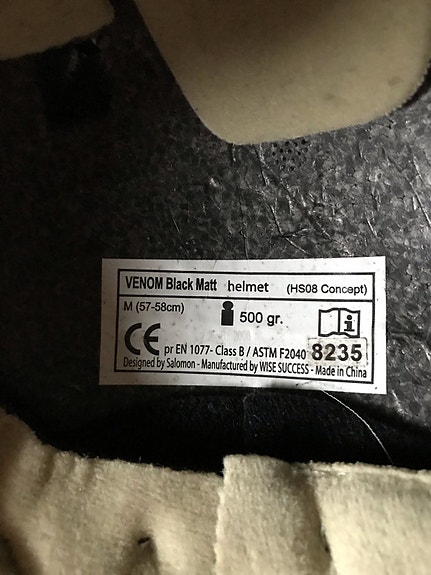 VENOM Black Matt helmet (HS08 Concept)
M (57-58cm)
500 gr.
i
CE pr EN 1077- Class B / ASTM F2040 8235
Designed by Salomon - Manufactured by WISE SUCCESS - Made in China